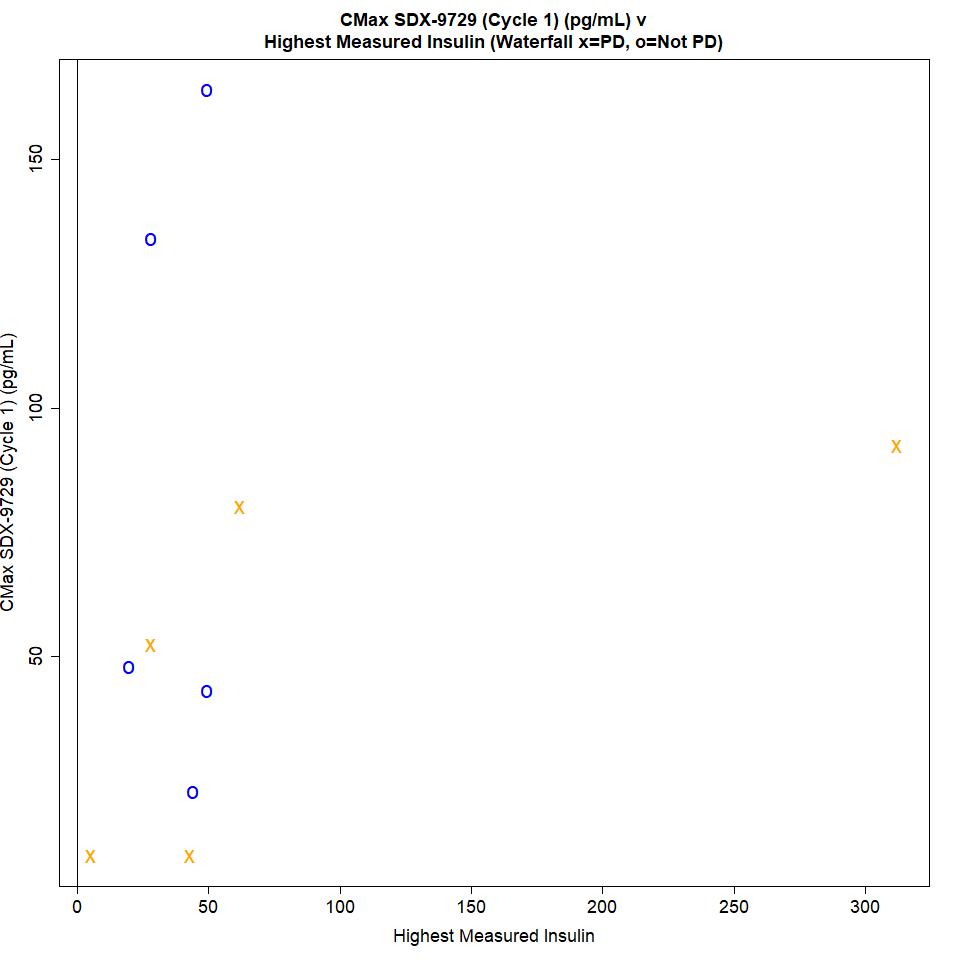 CMax SDX-9729 (Cycle 1) (pg/mL) v
Highest Measured Insulin (Waterfall x=PD, o=Not PD)
CMax SDX-9729 (Cycle 1) (pg/mL)
150
100
50
O
O
X
X
X
O
O
O
X
X
0
50
100
150
200
250
300
Highest Measured Insulin